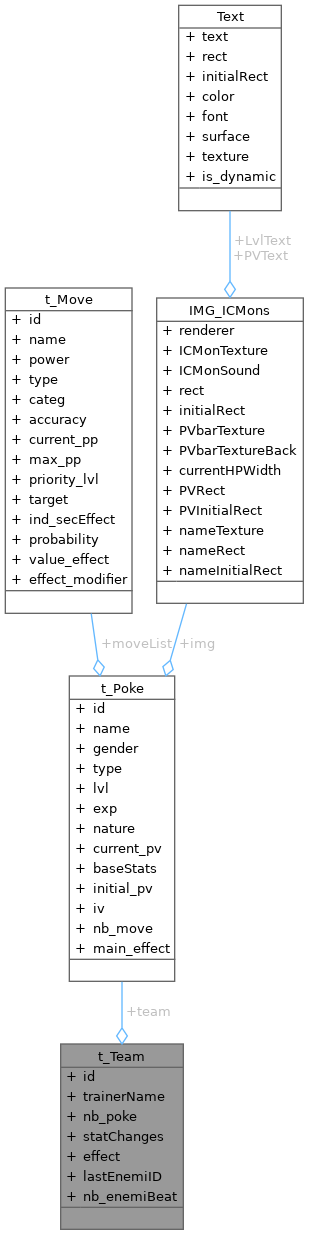 Text
+ text
+ rect
+ initialRect
+ color
+ font
+ surface
+ texture
+ is_dynamic
+LvlText
+PVText
t_Move
+ id
+ name
+ power
+ type
+ categ
+ accuracy
+ current_pp
+ max_pp
+ priority_lvl
+ target
+ ind_secEffect
+ probability
+ value_effect
+ effect_modifier
IMG_ICMons
+ renderer
+ ICMonTexture
+ ICMonSound
+ rect
+ initialRect
+ PVbarTexture
+ PVbarTextureBack
+ currentHPWidth
+ PVRect
+ PVInitialRect
+ nameTexture
+ nameRect
+ nameInitialRect
+moveList
+img
t_Poke
+ id
+ name
+ gender
+ type
+ lvl
+ exp
+ nature
+ current_pv
+ baseStats
+ initial_pv
+ iv
+ nb_move
+ main_effect
+team
t_Team
+ id
+ trainerName
+ nb_poke
+ statChanges
+ effect
+ lastEnemiID
+ nb_enemiBeat